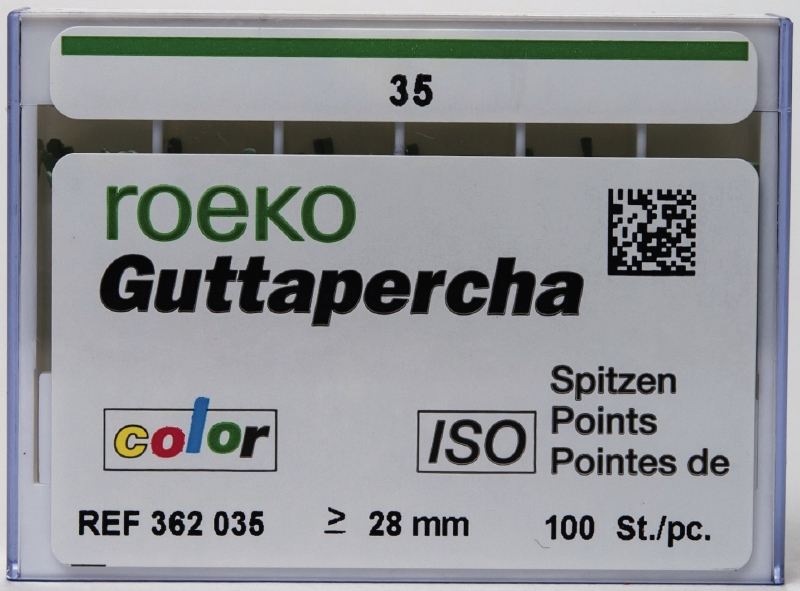 35
roeko
Guttapercha
Spitzen
Points
Pointes de
color
ISO
REF 362 035 ≥ 28 mm 100 St./pc.